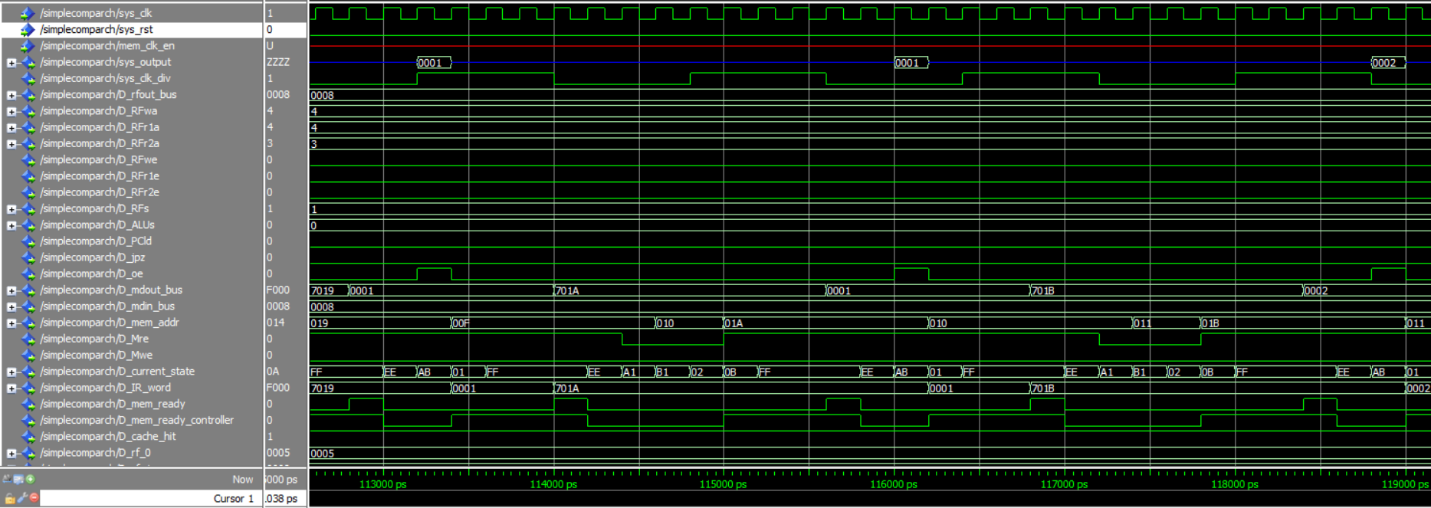 /simplecomparch/sys_clk 1
/simplecomparch/sys_rst 0
/simplecomparch/mem_clk_en U
/simplecomparch/sys_output ZZZZ 0001 0001 0002
/simplecomparch/sys_clk_div 1
/simplecomparch/D_rfout_bus 0008 0008
/simplecomparch/D_RFwa 4 4
/simplecomparch/D_RFr1a 4 4
/simplecomparch/D_RFr2a 3 3
/simplecomparch/D_RFwe 0
/simplecomparch/D_RFr1e 0
/simplecomparch/D_RFr2e 0
/simplecomparch/D_RFs 1 1
/simplecomparch/D_ALUs 0 0
/simplecomparch/D_PCld 0
/simplecomparch/D_jpz 0
/simplecomparch/D_oe 0
/simplecomparch/D_mdout_bus F000 7019 0001 701A 0001 701B 0002
/simplecomparch/D_mdin_bus 0008 0008
/simplecomparch/D_mem_addr 014 019 00F 010 01A 010 011 01B 011
/simplecomparch/D_Mre 0
/simplecomparch/D_Mwe 0
/simplecomparch/D_current_state 0A FF EE AB 01 FF EE A1 B1 02 0B FF EE AB 01 FF EE A1 B1 02 0B FF EE AB 01
/simplecomparch/D_IR_word F000 7019 0001 701A 0001 701B 0002
/simplecomparch/D_mem_ready 0
/simplecomparch/D_mem_ready_controller 0
/simplecomparch/D_cache_hit 1
/simplecomparch/D_rf_0 0005 0005
Now 5000 ps 113000 ps 114000 ps 115000 ps 116000 ps 117000 ps 118000 ps 119000 ps
Cursor 1 .038 ps